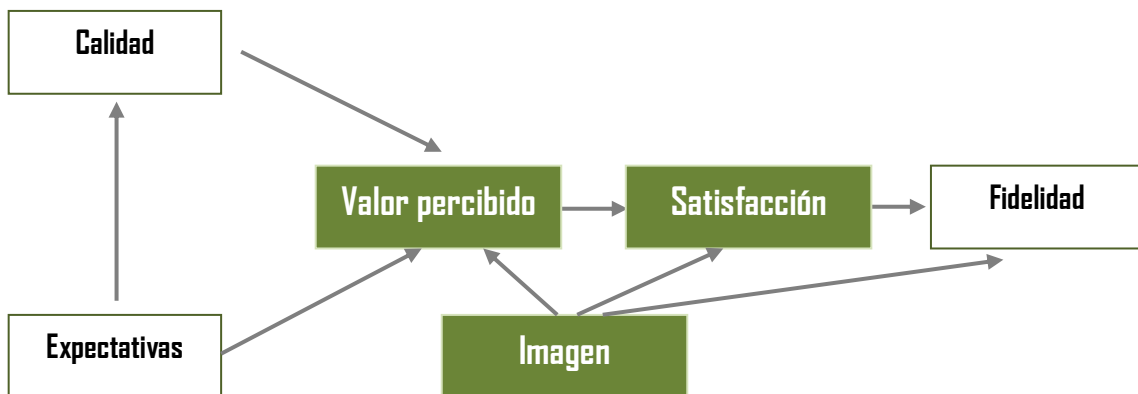 Calidad
Valor percibido
Satisfacción
Fidelidad
Expectativas
Imagen